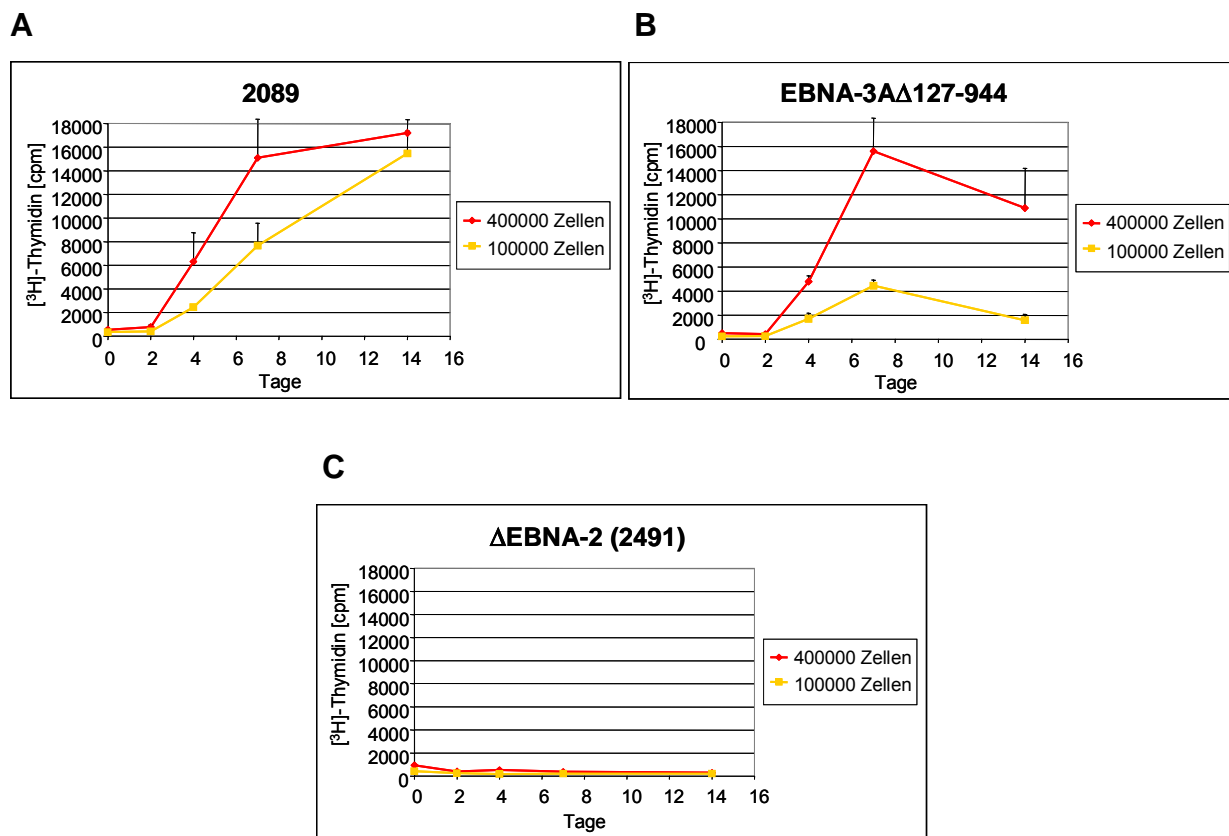 A
2089
[³H]-Thymidin [cpm]
18000
16000
14000
12000
10000
8000
6000
4000
2000
0
0 2 4 6 8 10 12 14 16
Tage
400000 Zellen
100000 Zellen
B
EBNA-3AΔ127-944
[³H]-Thymidin [cpm]
18000
16000
14000
12000
10000
8000
6000
4000
2000
0
0 2 4 6 8 10 12 14 16
Tage
400000 Zellen
100000 Zellen
C
ΔEBNA-2 (2491)
[³H]-Thymidin [cpm]
18000
16000
14000
12000
10000
8000
6000
4000
2000
0
0 2 4 6 8 10 12 14 16
Tage
400000 Zellen
100000 Zellen